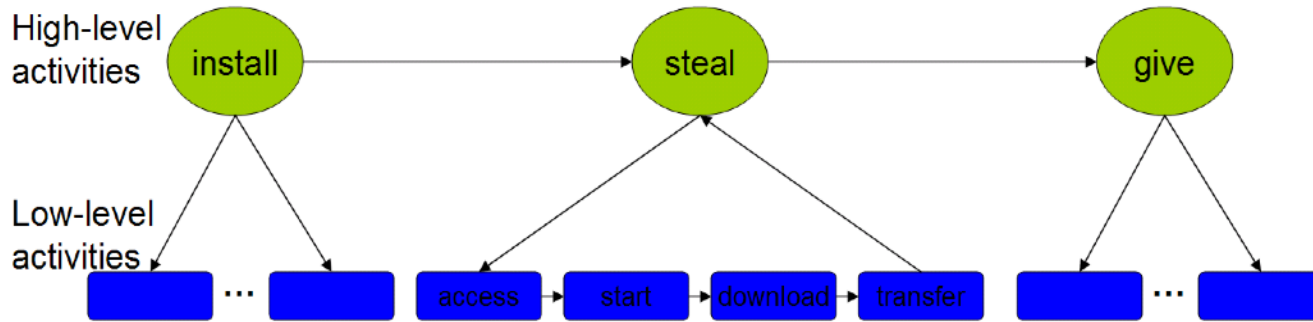 High-level
activities
install
steal
give
Low-level
activities
...
access
start
download
transfer
...